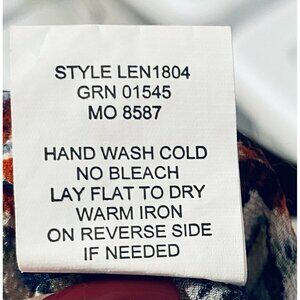 STYLE LEN1804
GRN 01545
MO 8587
HAND WASH COLD
NO BLEACH
LAY FLAT TO DRY
WARM IRON
ON REVERSE SIDE
IF NEEDED